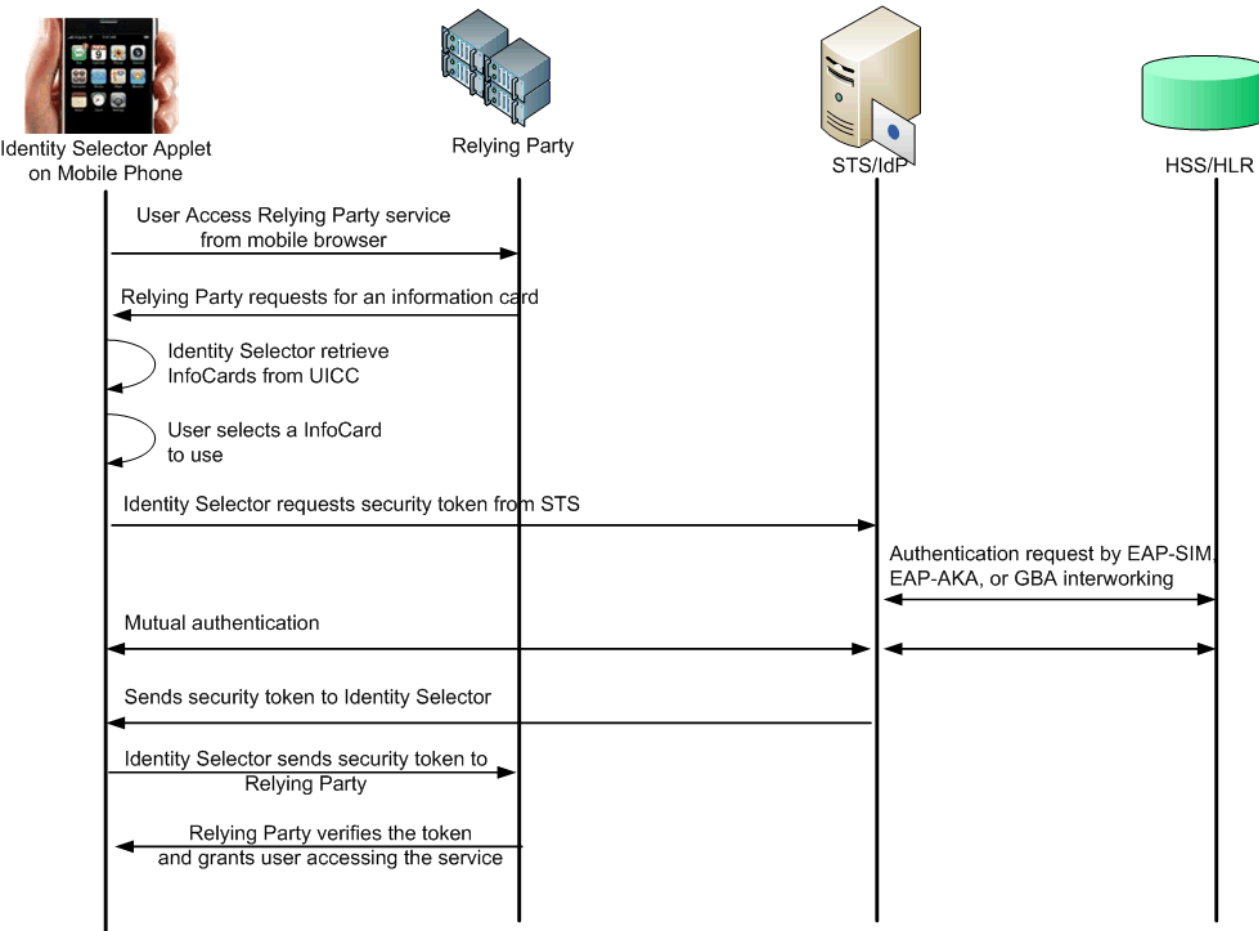 Identity Selector Applet
on Mobile Phone
Relying Party
STS/IdP
HSS/HLR
User Access Relying Party service
from mobile browser
Relying Party requests for an information card
Identity Selector retrieve
InfoCards from UICC
User selects a InfoCard
to use
Identity Selector requests security token from STS
Authentication request by EAP-SIM,
EAP-AKA, or GBA interworking
Mutual authentication
Sends security token to Identity Selector
Identity Selector sends security token to
Relying Party
Relying Party verifies the token
and grants user accessing the service